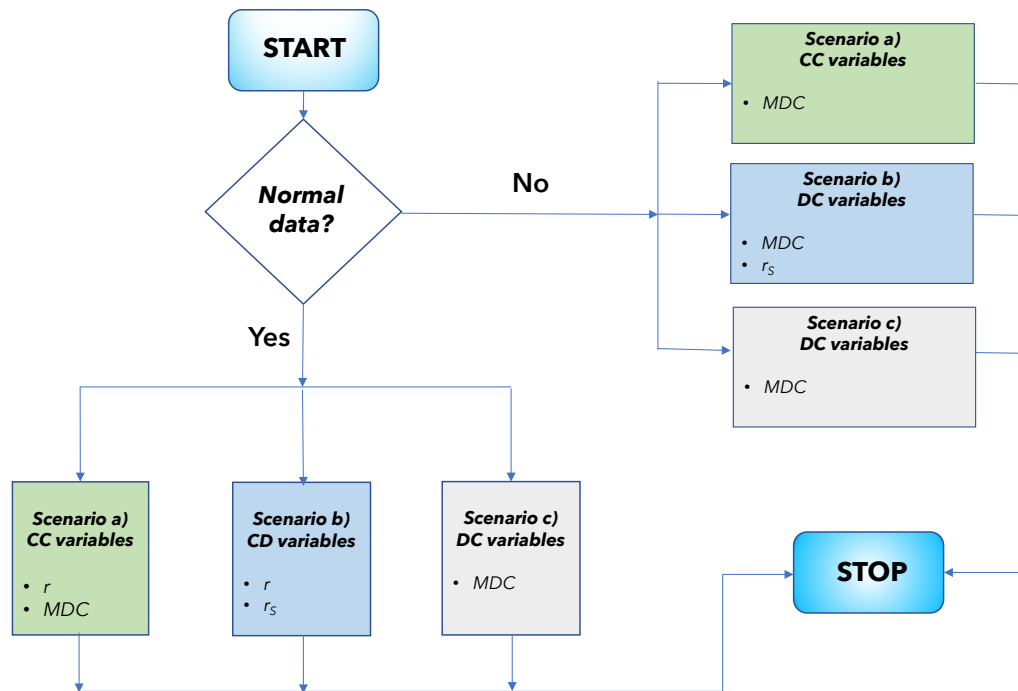 START
Normal
data?
No
Yes
Scenario a)
CC variables
• MDC
Scenario b)
DC variables
• MDC
• rS
Scenario c)
DC variables
• MDC
Scenario a)
CC variables
• r
• MDC
Scenario b)
CD variables
• r
• rS
Scenario c)
DC variables
• MDC
STOP